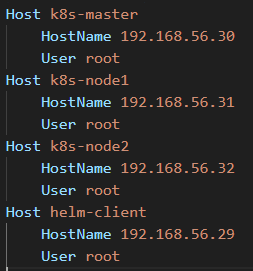 Host k8s-master
    HostName 192.168.56.30
    User root
Host k8s-node1
    HostName 192.168.56.31
    User root
Host k8s-node2
    HostName 192.168.56.32
    User root
Host helm-client
    HostName 192.168.56.29
    User root